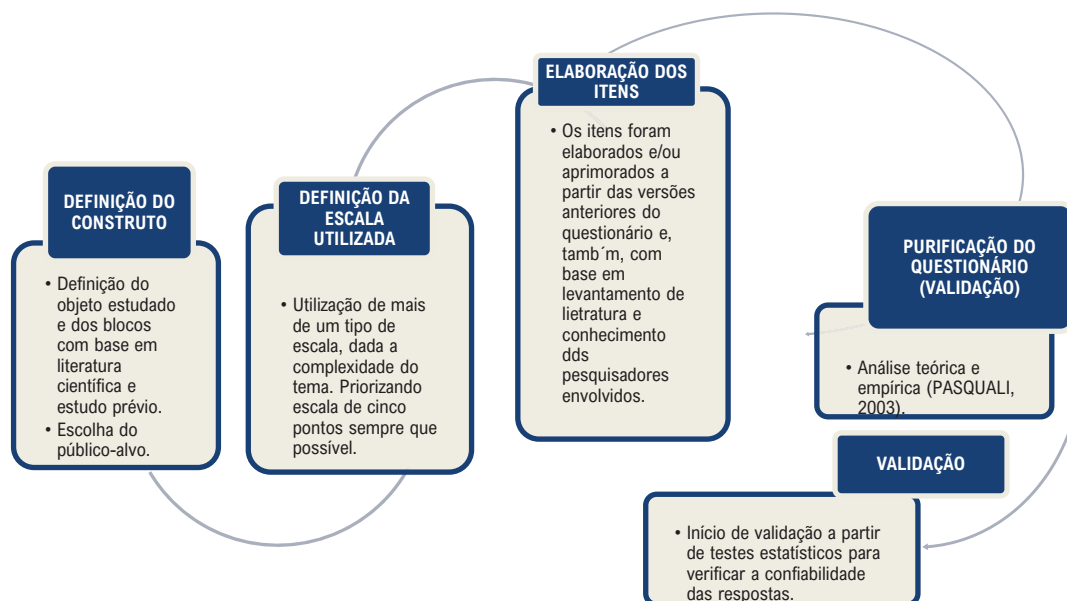 DEFINIÇÃO DO
CONSTRUTO
• Definição do
objeto estudado
e dos blocos
com base em
literatura
científica e
estudo prévio.
• Escolha do
público-alvo.
DEFINIÇÃO DA
ESCALA
UTILIZADA
• Utilização de mais
de um tipo de
escala, dada a
complexidade do
tema. Priorizando
escala de cinco
pontos sempre que
possível.
ELABORAÇÃO DOS
ITENS
• Os itens foram
elaborados e/ou
aprimorados a
partir das versões
anteriores do
questionário e,
tamb´m, com
base em
levantamento de
lietratura e
conhecimento
dds
pesquisadores
envolvidos.
PURIFICAÇÃO DO
QUESTIONÁRIO
(VALIDAÇÃO)
• Análise teórica e
empírica (PASQUALI,
2003).
VALIDAÇÃO
• Início de validação a partir
de testes estatísticos para
verificar a confiabilidade
das respostas.